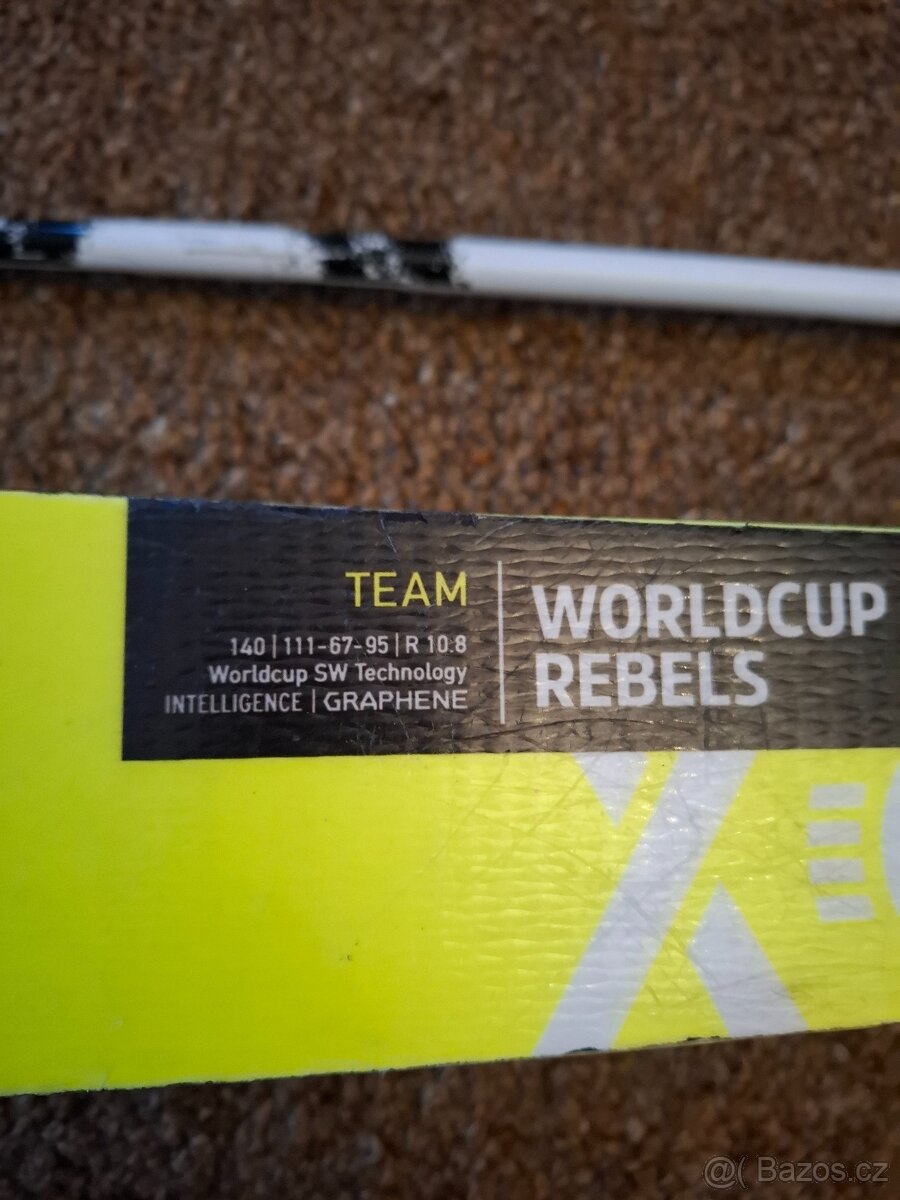 TEAM
140 | 111-67-95 | R 10.8
Worldcup SW Technology
INTELLIGENCE | GRAPHENE
WORLDCUP
REBELS
@( Bazos.cz